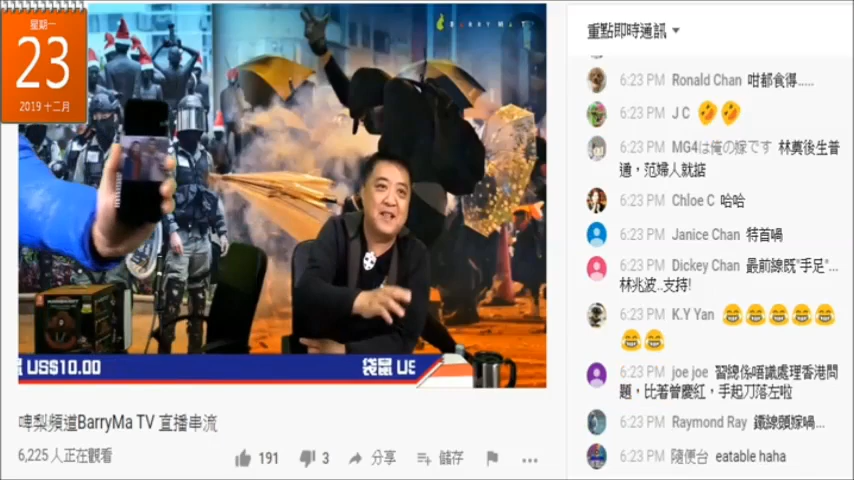 星期一
23
2019 十二月
BARRYMA TV
US$10.00
袋鼠 US
啤梨頻道BarryMa TV 直播串流
6,225 人正在觀看
191
3
分享
儲存
重點即時通訊
6:23 PM Ronald Chan 咁都食得.....
6:23 PM J C 🤣🤣
6:23 PM MG4は俺の嫁です 林奠後生普通，范婦人就掂
6:23 PM Chloe C 哈哈
6:23 PM Janice Chan 特首喎
6:23 PM Dickey Chan 最前線既"手足"...
林兆波..支持!
6:23 PM K.Y Yan 😂😂😂😂😂
😂😂
6:23 PM joe joe 習總係唔識處理香港問
題，比著曾慶紅，手起刀落左啦
6:23 PM Raymond Ray 鐵線頭嫁喎...
6:23 PM 隨便台 eatable haha